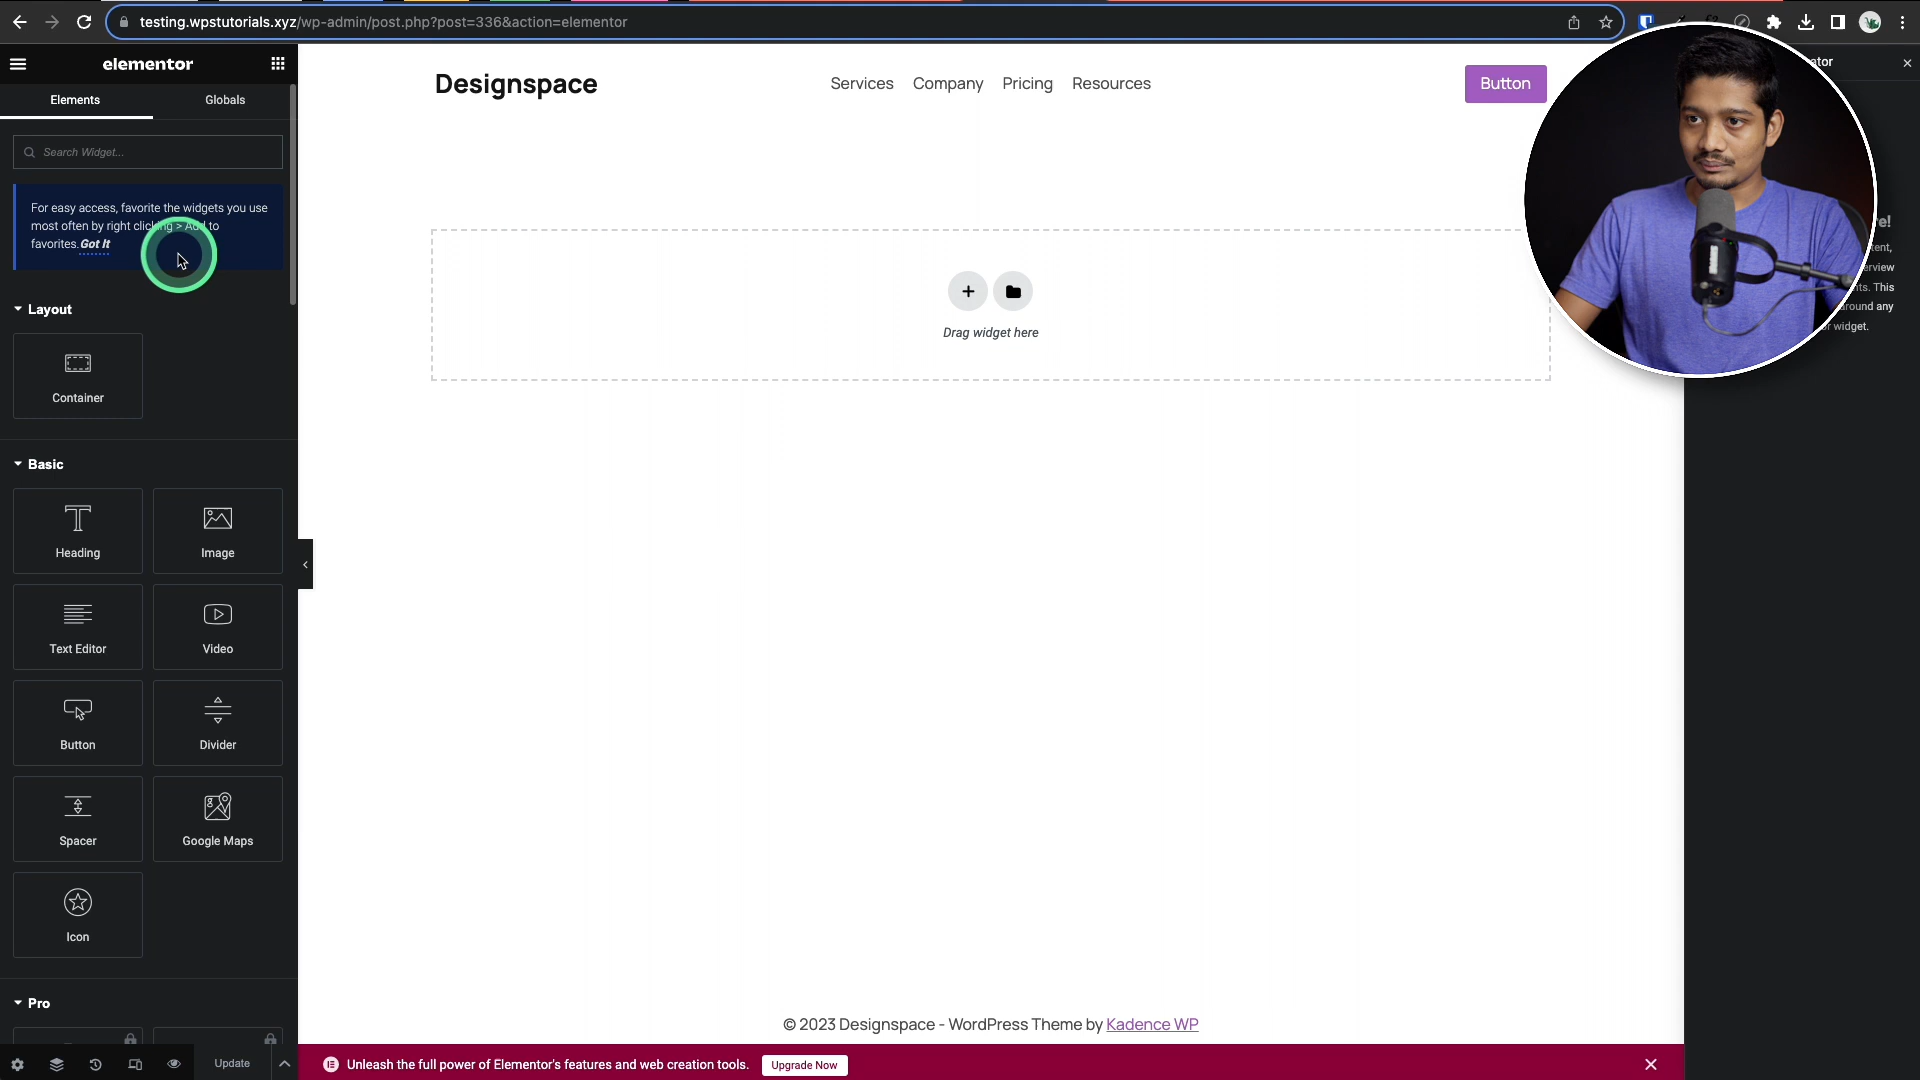 testing.wpstutorials.xyz/wp-admin/post.php?post=336&action=elementor
elementor
Elements
Globals
Search Widget...
For easy access, favorite the widgets you use
most often by right clicking > Add to
favorites. Got It
Layout
Container
Basic
Heading
Image
Text Editor
Video
Button
Divider
Spacer
Google Maps
Icon
Pro
Update
Designspace
Services
Company
Pricing
Resources
Button
Drag widget here
© 2023 Designspace - WordPress Theme by Kadence WP
Unleash the full power of Elementor's features and web creation tools.
Upgrade Now
around any
widget.